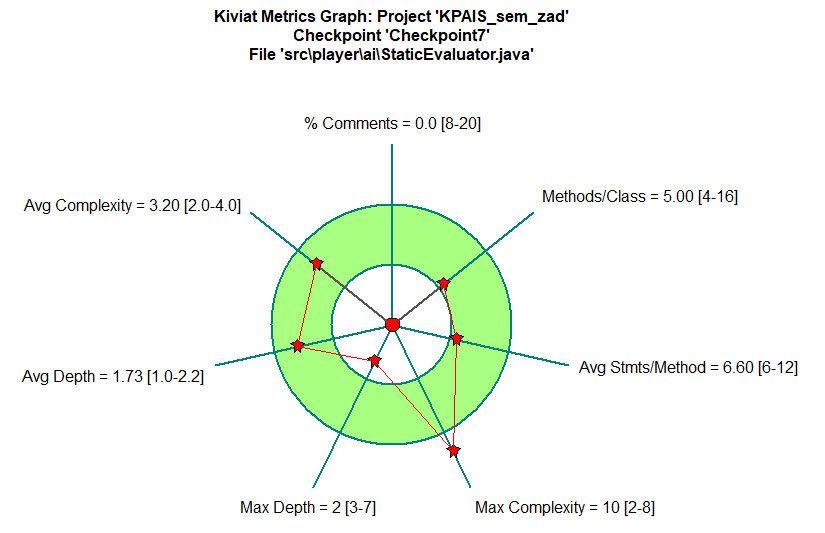 Kiviat Metrics Graph: Project 'KPAIS_sem_zad'
Checkpoint 'Checkpoint7'
File 'src\player\ai\StaticEvaluator.java'
% Comments = 0.0 [8-20]
Methods/Class = 5.00 [4-16]
Avg Complexity = 3.20 [2.0-4.0]
Avg Stmts/Method = 6.60 [6-12]
Avg Depth = 1.73 [1.0-2.2]
Max Depth = 2 [3-7]
Max Complexity = 10 [2-8]